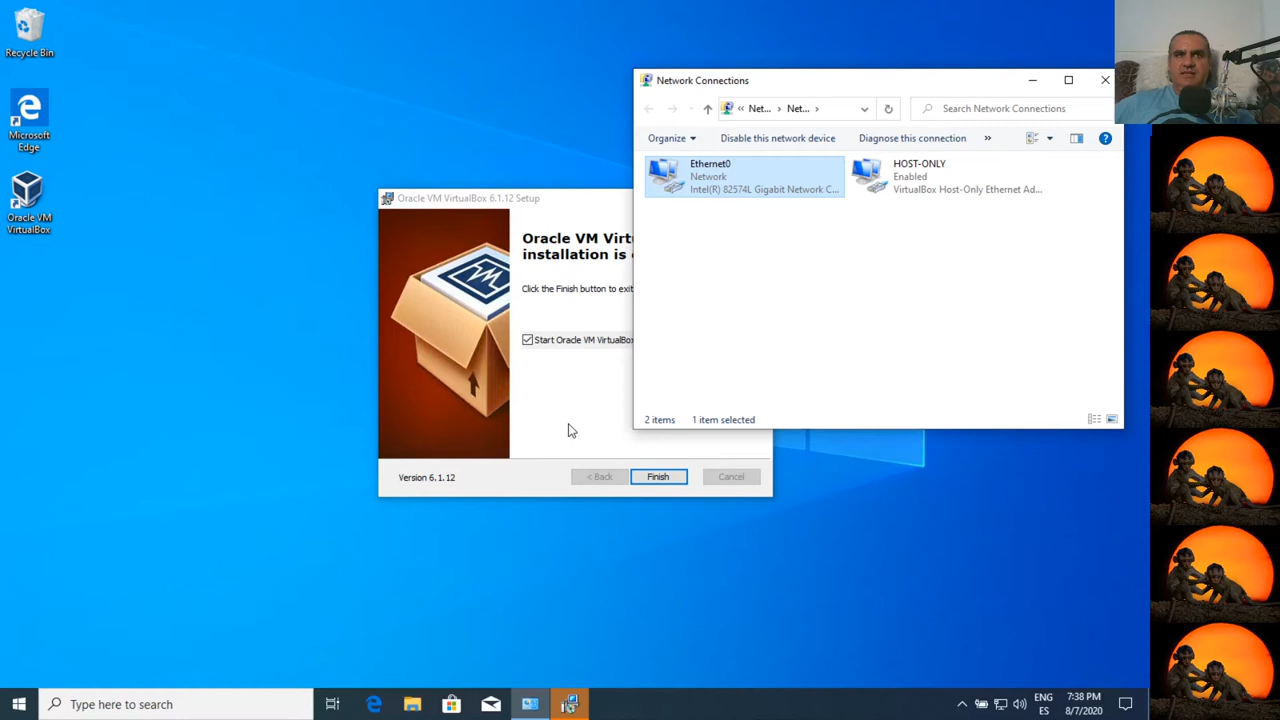 Recycle Bin
Microsoft
Edge
Oracle VM
VirtualBox
Oracle VM VirtualBox 6.1.12 Setup
Oracle VM Virtu
installation is
Click the Finish button to exit
Start Oracle VM VirtualBox
Version 6.1.12
< Back
Finish
Cancel
Network Connections
« Net... › Net... ›
Search Network Connections
Organize
Disable this network device
Diagnose this connection
»
Ethernet0
Network
Intel(R) 82574L Gigabit Network C...
HOST-ONLY
Enabled
VirtualBox Host-Only Ethernet Ad...
2 items
1 item selected
Type here to search
ENG
ES
7:38 PM
8/7/2020